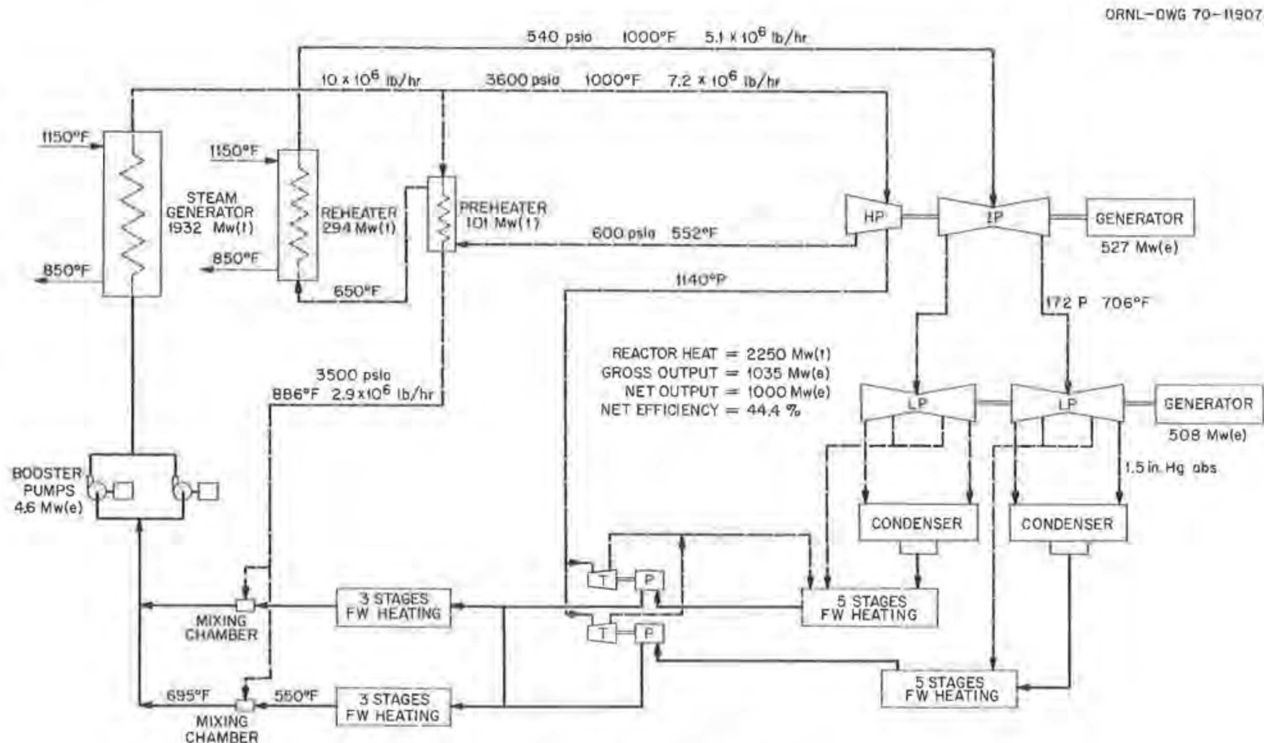 ORNL-DWG 70-11907
540 psia 1000°F 5.1 x 10⁶ lb/hr
10 x 10⁶ lb/hr 3600 psia 1000°F 7.2 x 10⁶ lb/hr
1150°F
1150°F
STEAM
GENERATOR
1932 Mw(t)
REHEATER
294 Mw(t)
PREHEATER
101 Mw(t)
HP
IP
GENERATOR
527 Mw(e)
600 psia 552°F
850°F
850°F
650°F
1140°P
172 P 706°F
REACTOR HEAT = 2250 Mw(t)
GROSS OUTPUT = 1035 Mw(e)
NET OUTPUT = 1000 Mw(e)
NET EFFICIENCY = 44.4 %
3500 psia
886°F 2.9x10⁶ lb/hr
LP
LP
GENERATOR
508 Mw(e)
1.5 in. Hg abs
BOOSTER
PUMPS
4.6 Mw(e)
CONDENSER
CONDENSER
T
P
MIXING
CHAMBER
3 STAGES
FW HEATING
5 STAGES
FW HEATING
T
P
695°F
550°F
MIXING
CHAMBER
3 STAGES
FW HEATING
5 STAGES
FW HEATING